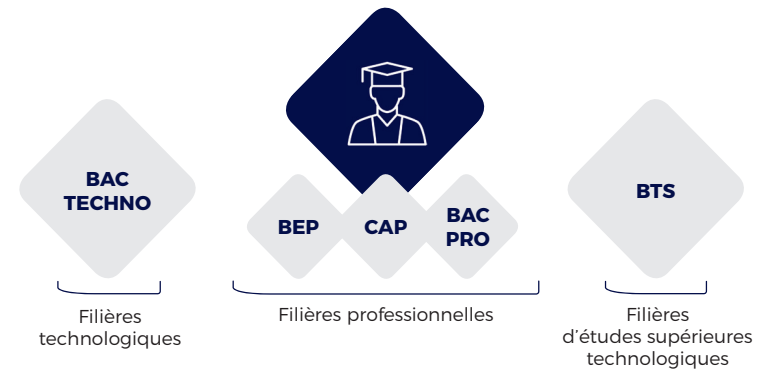 BAC
TECHNO
BEP
CAP
BAC
PRO
BTS
Filières
technologiques
Filières professionnelles
Filières
d'études supérieures
technologiques